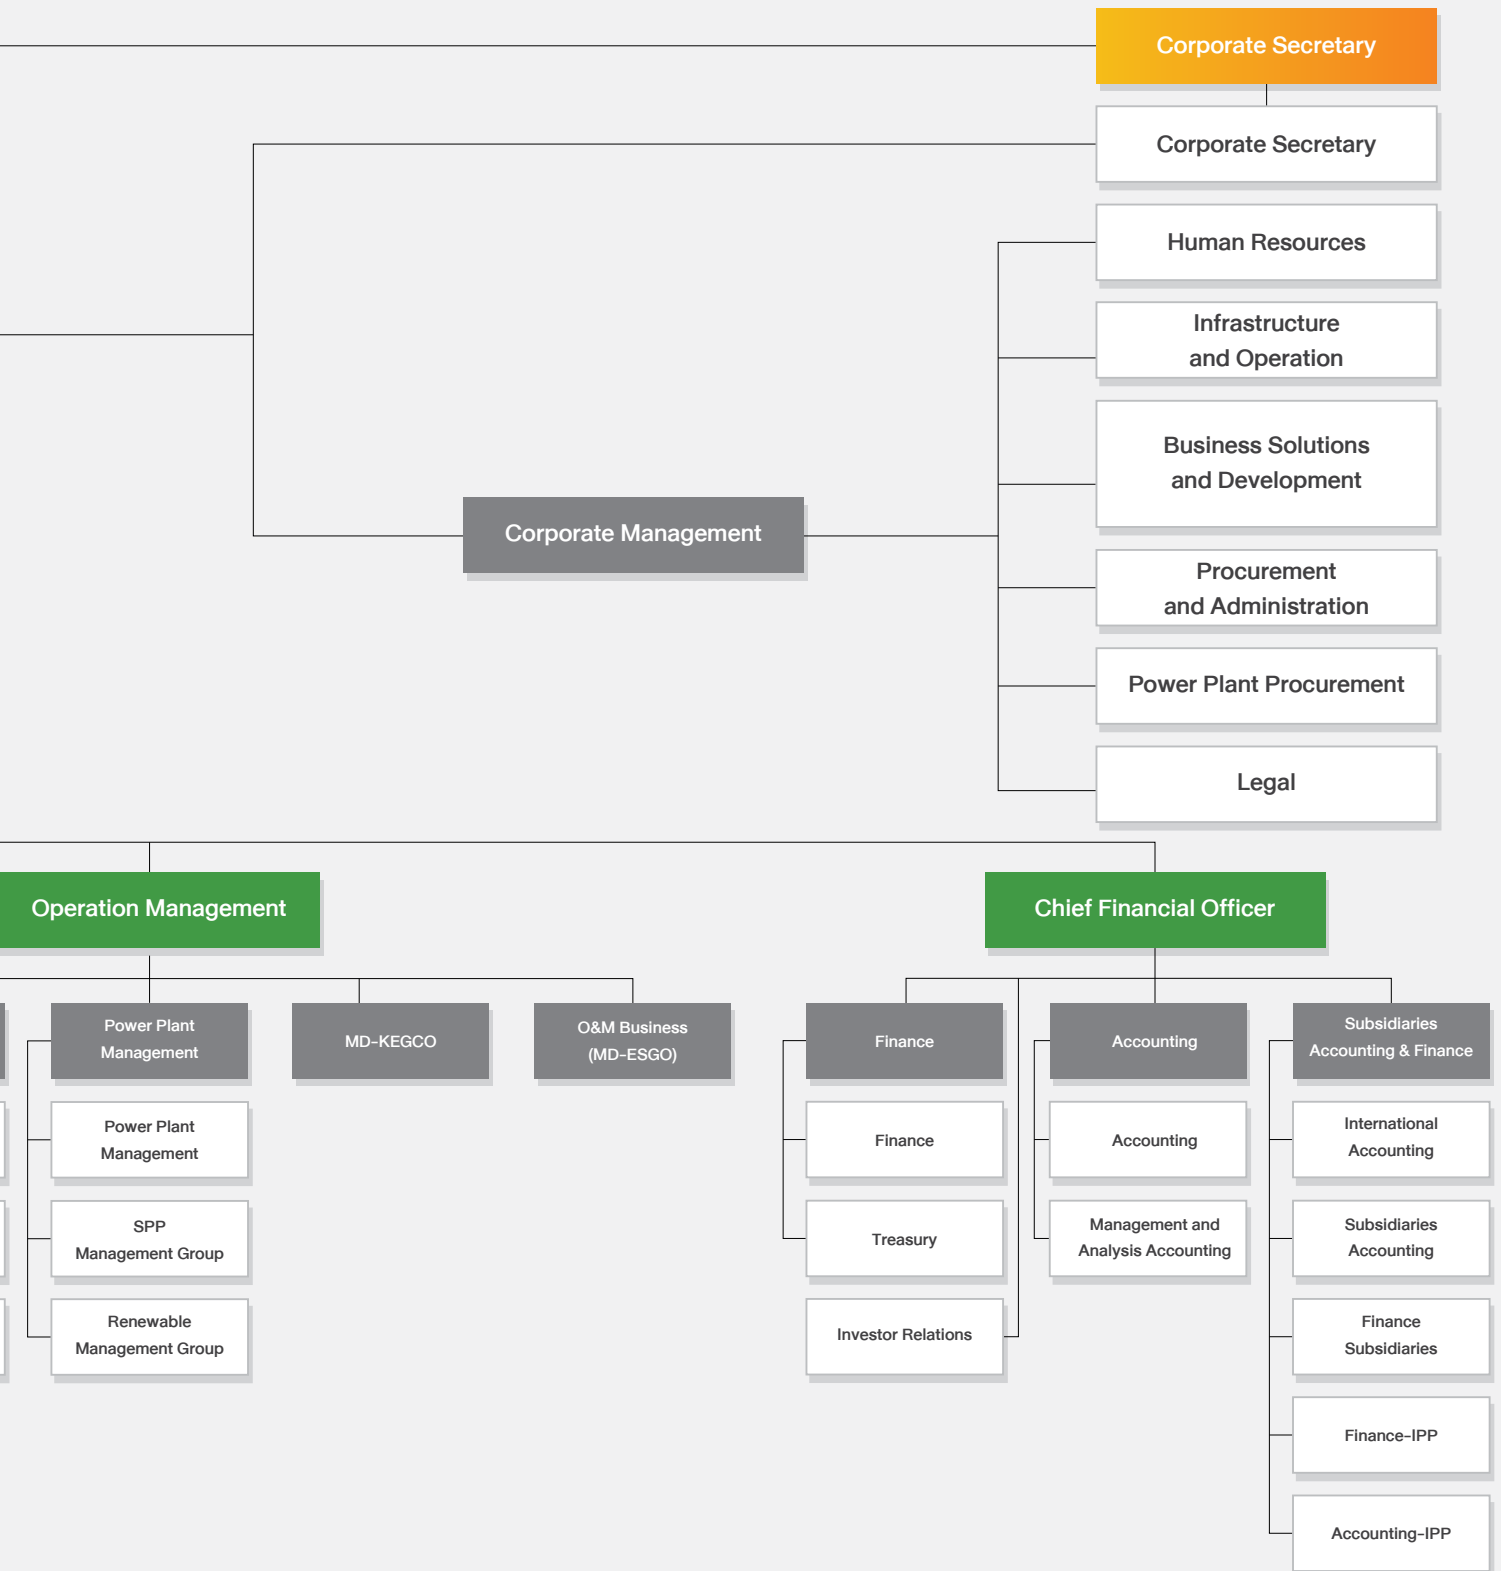 Corporate Secretary
Corporate Secretary
Human Resources
Infrastructure
and Operation
Business Solutions
and Development
Corporate Management
Procurement
and Administration
Power Plant Procurement
Legal
Operation Management
Chief Financial Officer
Power Plant
Management
MD-KEGCO
O&M Business
(MD-ESGO)
Finance
Accounting
Subsidiaries
Accounting & Finance
Power Plant
Management
Finance
Accounting
International
Accounting
SPP
Management Group
Treasury
Management and
Analysis Accounting
Subsidiaries
Accounting
Renewable
Management Group
Investor Relations
Finance
Subsidiaries
Finance-IPP
Accounting-IPP